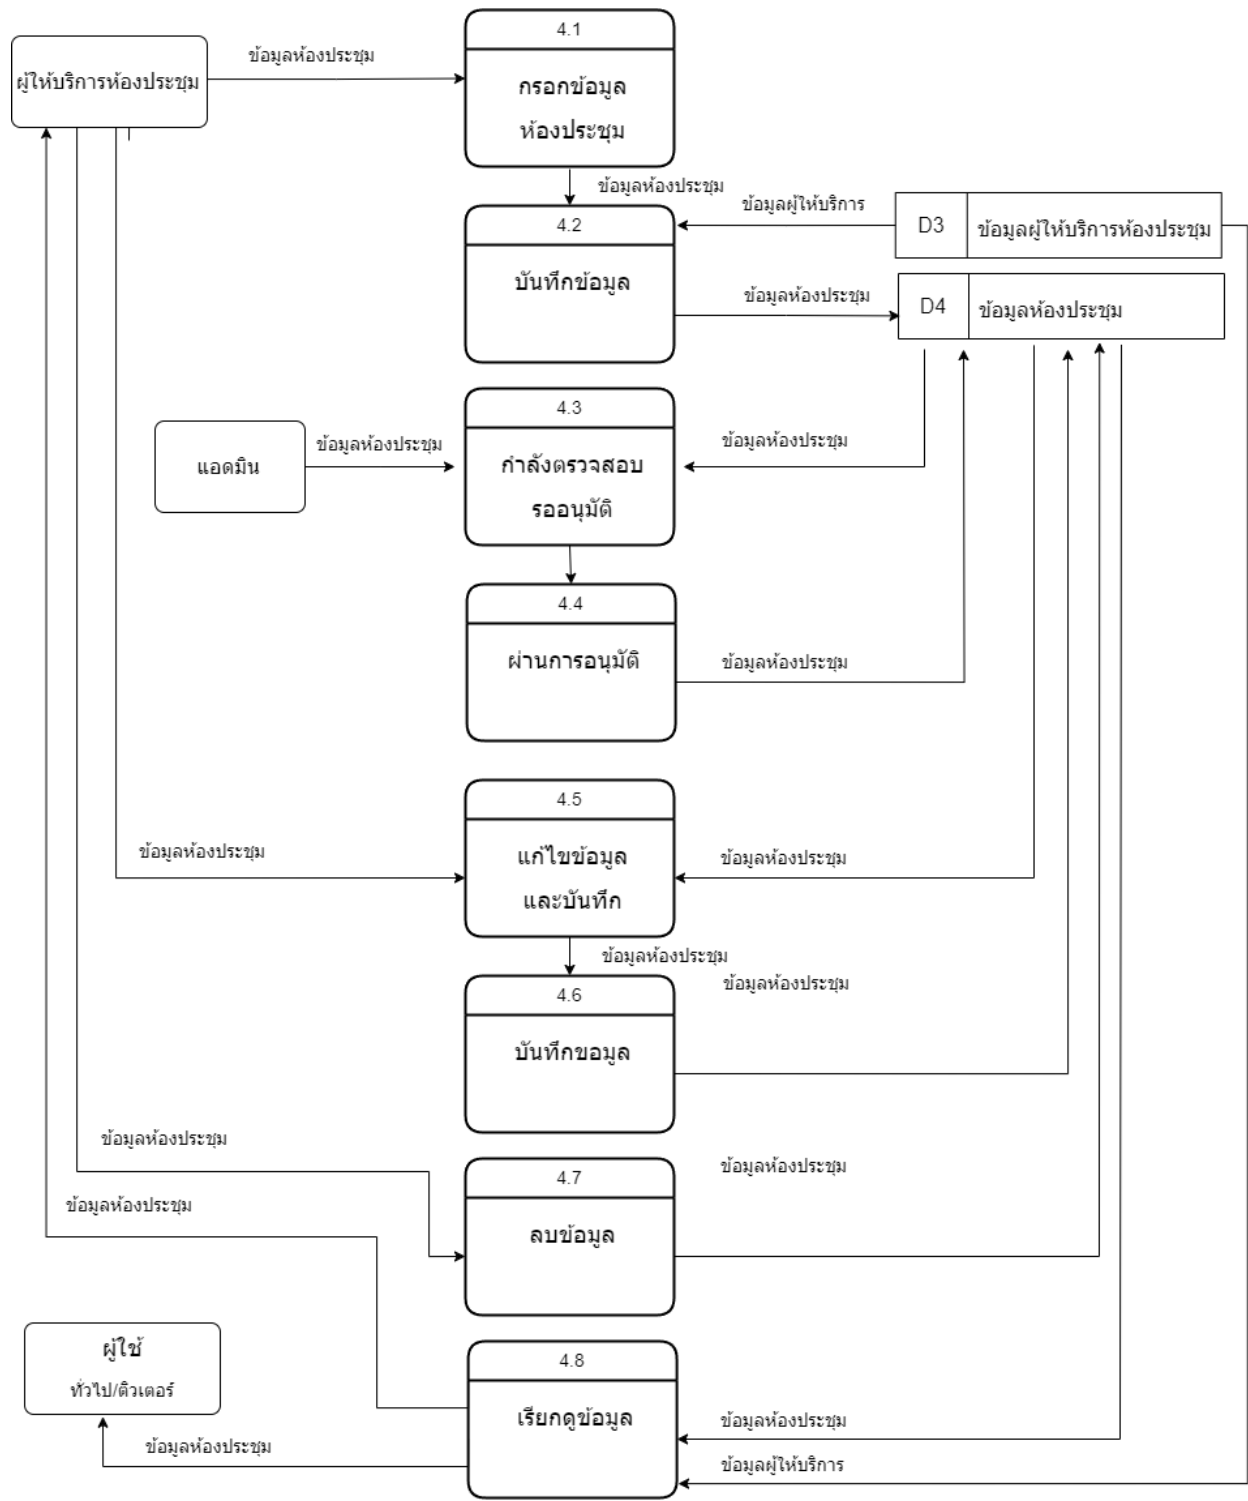 4.1
ข้อมูลห้องประชุม
ผู้ให้บริการห้องประชุม
กรอกข้อมูล
ห้องประชุม
ข้อมูลห้องประชุม
ข้อมูลผู้ให้บริการ
4.2
D3
ข้อมูลผู้ให้บริการห้องประชุม
บันทึกข้อมูล
ข้อมูลห้องประชุม
D4
ข้อมูลห้องประชุม
4.3
ข้อมูลห้องประชุม
ข้อมูลห้องประชุม
แอดมิน
กำลังตรวจสอบ
รออนุมัติ
4.4
ผ่านการอนุมัติ
ข้อมูลห้องประชุม
4.5
ข้อมูลห้องประชุม
แก้ไขข้อมูล
และบันทึก
ข้อมูลห้องประชุม
ข้อมูลห้องประชุม
ข้อมูลห้องประชุม
4.6
บันทึกขอมูล
ข้อมูลห้องประชุม
ข้อมูลห้องประชุม
4.7
ข้อมูลห้องประชุม
ลบข้อมูล
ผู้ใช้
ทั่วไป/ติวเตอร์
4.8
เรียกดูข้อมูล
ข้อมูลห้องประชุม
ข้อมูลห้องประชุม
ข้อมูลผู้ให้บริการ